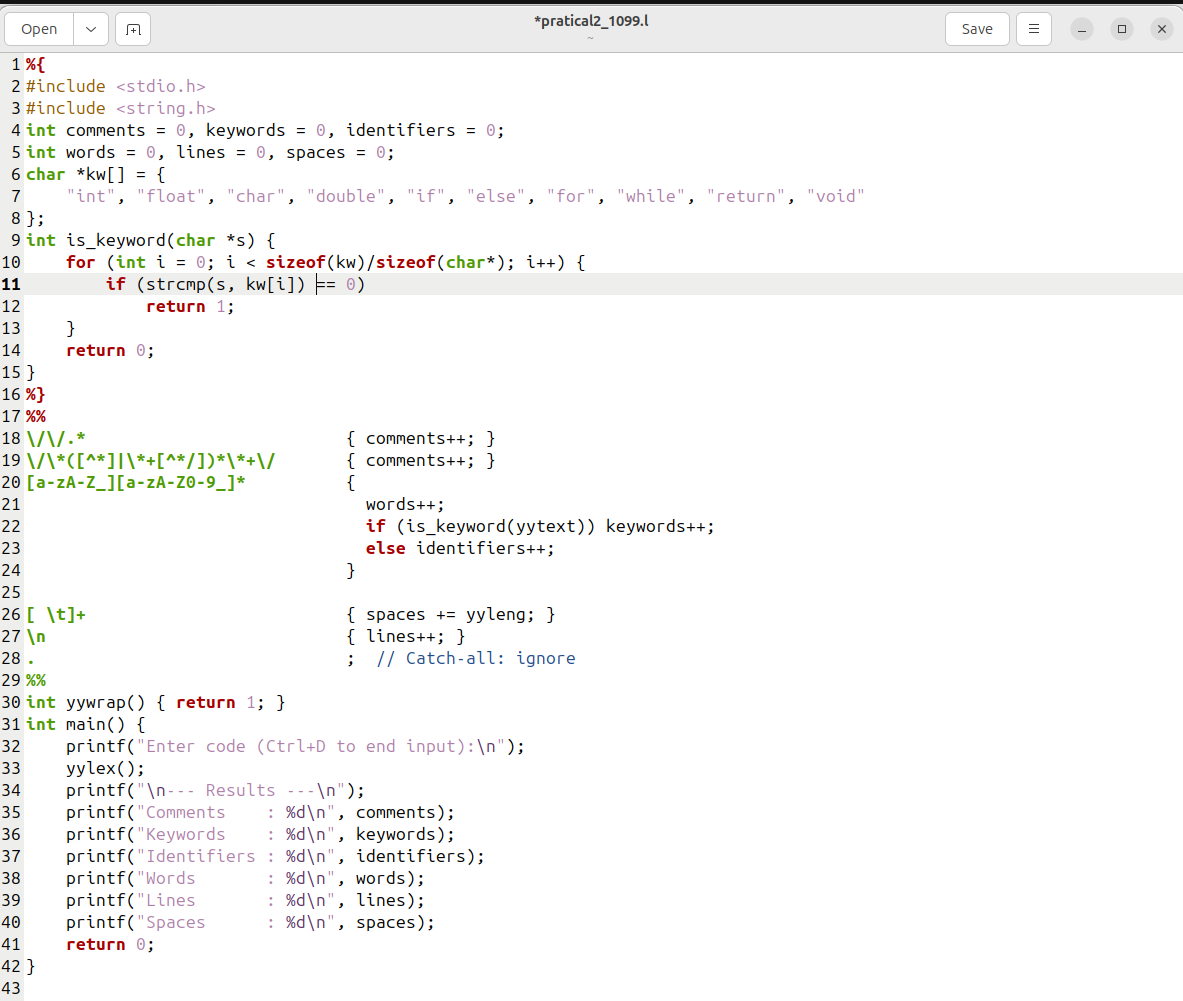 Open
*pratical2_1099.l
~
Save
1 %{
2 #include <stdio.h>
3 #include <string.h>
4 int comments = 0, keywords = 0, identifiers = 0;
5 int words = 0, lines = 0, spaces = 0;
6 char *kw[] = {
7     "int", "float", "char", "double", "if", "else", "for", "while", "return", "void"
8 };
9 int is_keyword(char *s) {
10     for (int i = 0; i < sizeof(kw)/sizeof(char*); i++) {
11         if (strcmp(s, kw[i]) == 0)
12             return 1;
13     }
14     return 0;
15 }
16 %}
17 %%
18 \/\/.*                          { comments++; }
19 \/\*([^*]|\*+[^*/])*\*+\/       { comments++; }
20 [a-zA-Z_][a-zA-Z0-9_]*          {
21                                   words++;
22                                   if (is_keyword(yytext)) keywords++;
23                                   else identifiers++;
24                                 }
25
26 [ \t]+                          { spaces += yyleng; }
27 \n                              { lines++; }
28 .                               ;  // Catch-all: ignore
29 %%
30 int yywrap() { return 1; }
31 int main() {
32     printf("Enter code (Ctrl+D to end input):\n");
33     yylex();
34     printf("\n--- Results ---\n");
35     printf("Comments    : %d\n", comments);
36     printf("Keywords    : %d\n", keywords);
37     printf("Identifiers : %d\n", identifiers);
38     printf("Words       : %d\n", words);
39     printf("Lines       : %d\n", lines);
40     printf("Spaces      : %d\n", spaces);
41     return 0;
42 }
43